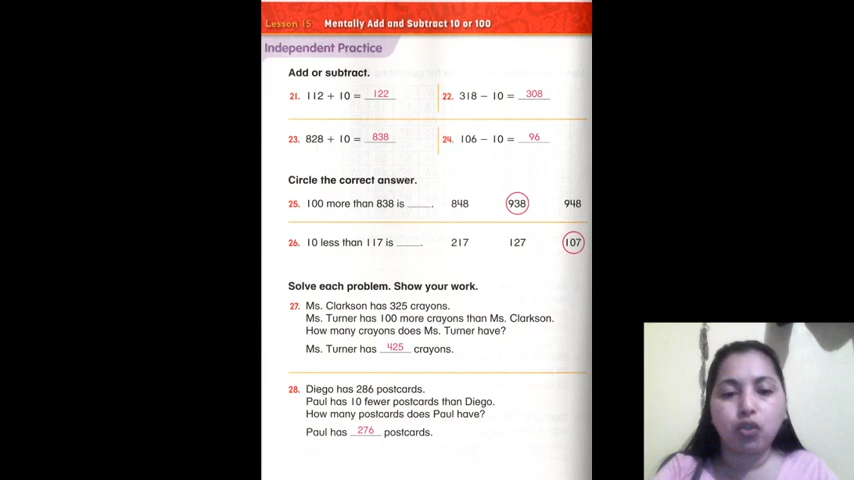 Lesson 15 Mentally Add and Subtract 10 or 100
Independent Practice
Add or subtract.
21. 112 + 10 = 122 22. 318 − 10 = 308
23. 828 + 10 = 838 24. 106 − 10 = 96
Circle the correct answer.
25. 100 more than 838 is ____. 848 938 948
26. 10 less than 117 is ____. 217 127 107
Solve each problem. Show your work.
27. Ms. Clarkson has 325 crayons.
Ms. Turner has 100 more crayons than Ms. Clarkson.
How many crayons does Ms. Turner have?
Ms. Turner has 425 crayons.
28. Diego has 286 postcards.
Paul has 10 fewer postcards than Diego.
How many postcards does Paul have?
Paul has 276 postcards.